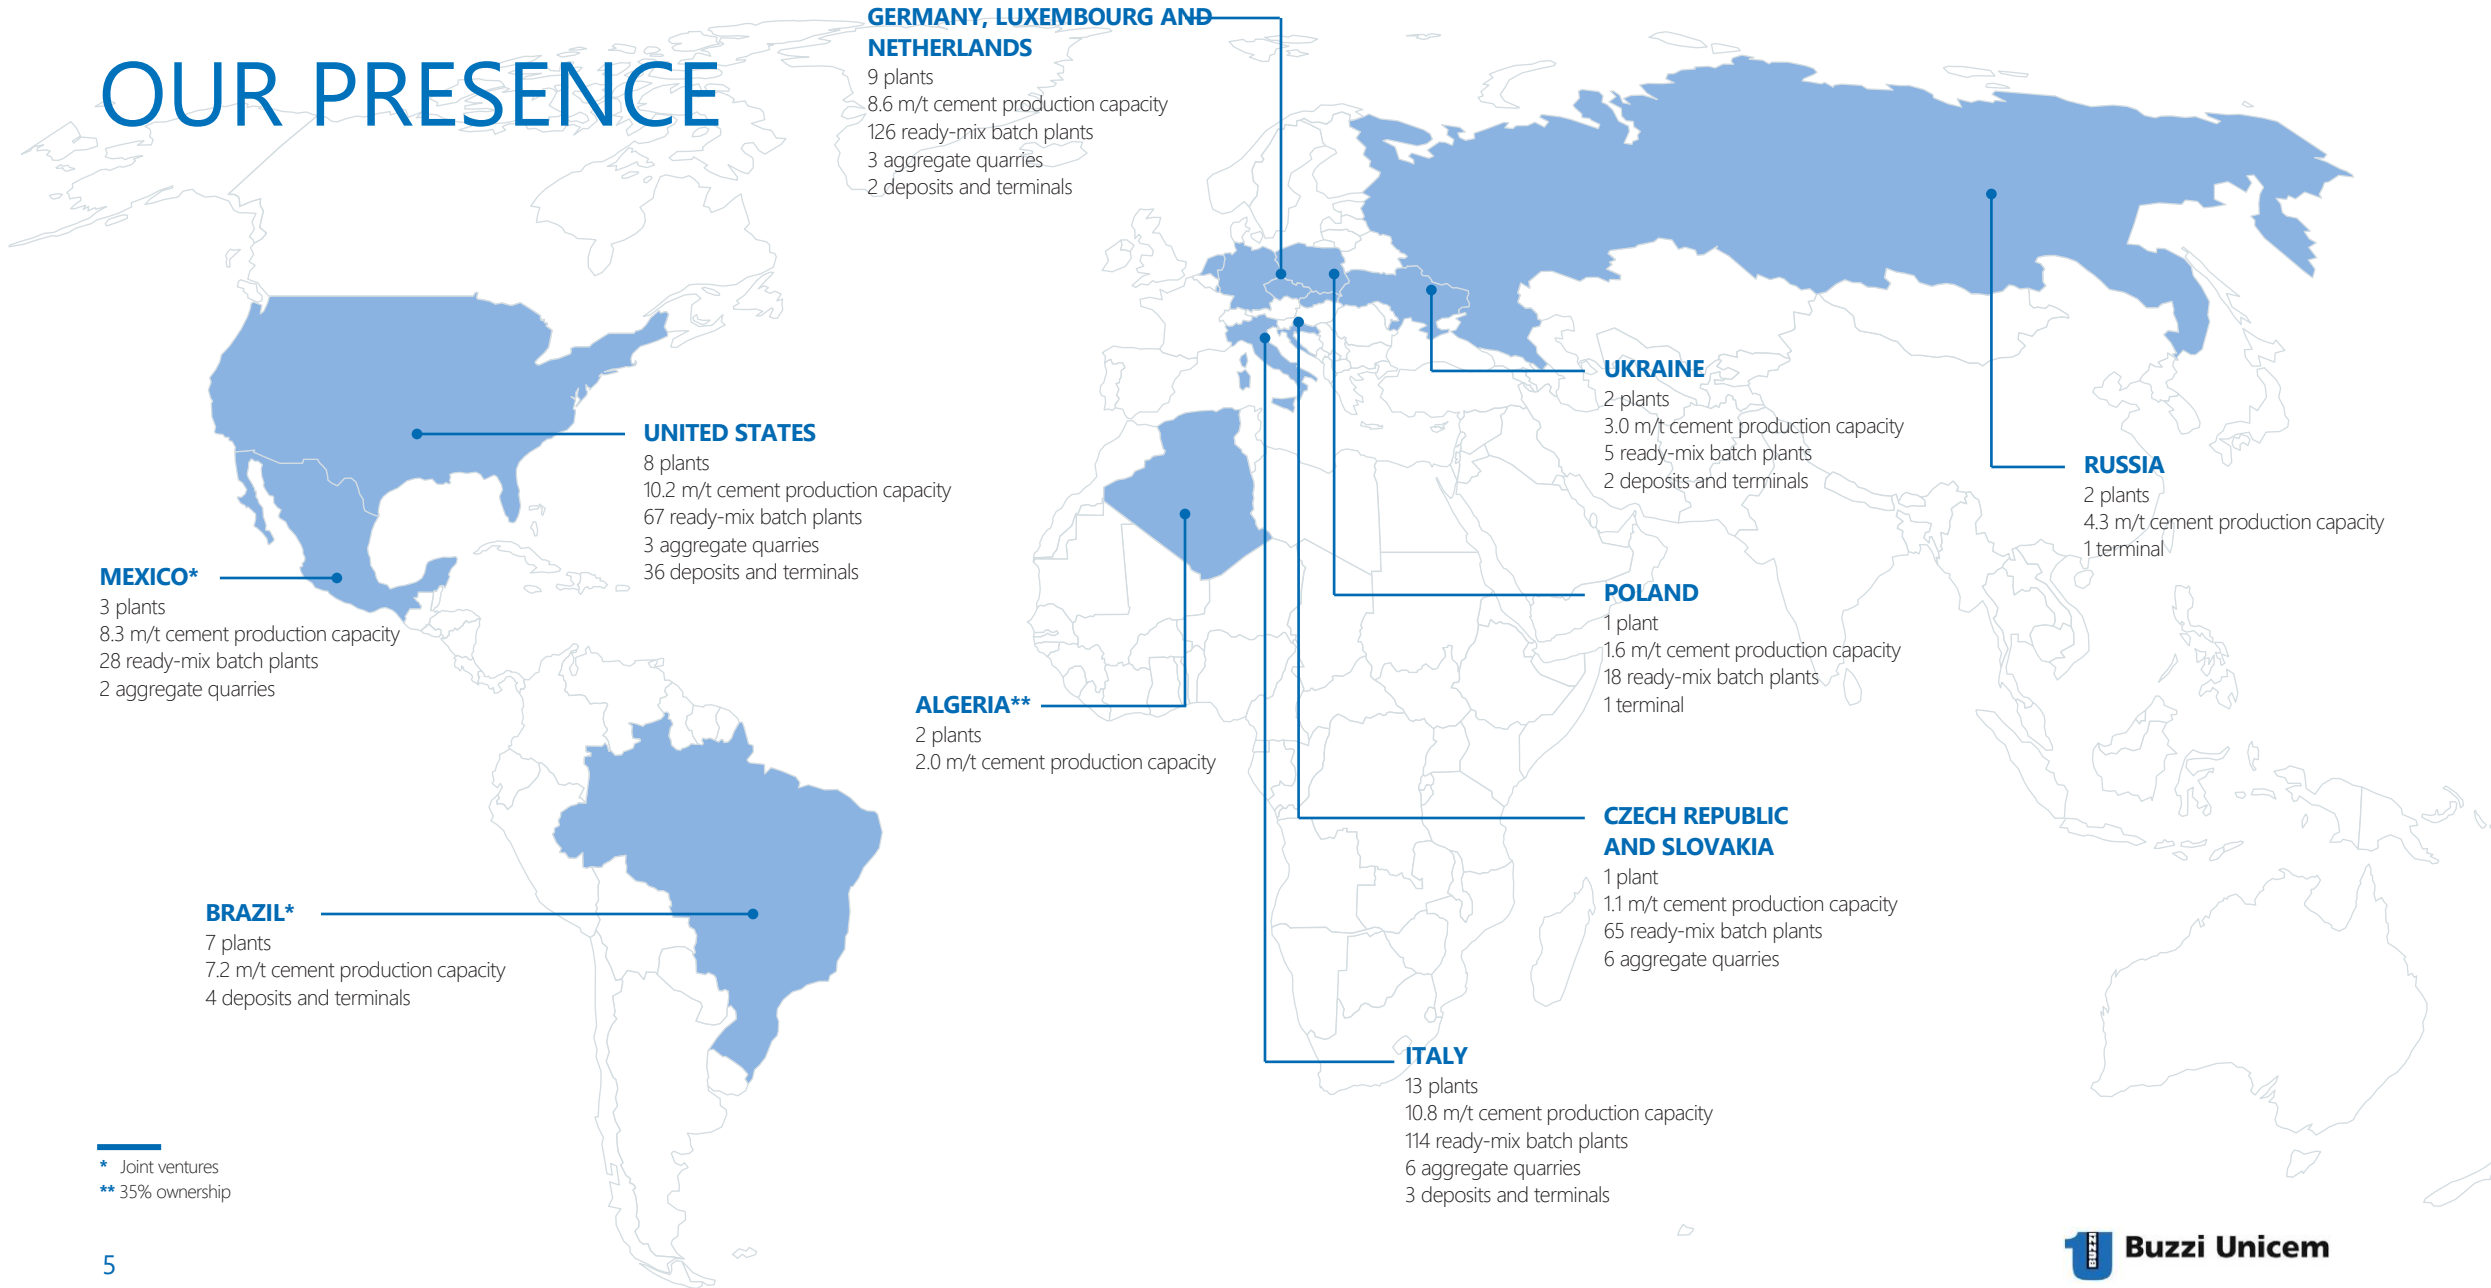 OUR PRESENCE
GERMANY, LUXEMBOURG AND
NETHERLANDS
9 plants
8.6 m/t cement production capacity
126 ready-mix batch plants
3 aggregate quarries
2 deposits and terminals
UNITED STATES
8 plants
10.2 m/t cement production capacity
67 ready-mix batch plants
3 aggregate quarries
36 deposits and terminals
MEXICO*
3 plants
8.3 m/t cement production capacity
28 ready-mix batch plants
2 aggregate quarries
BRAZIL*
7 plants
7.2 m/t cement production capacity
4 deposits and terminals
ALGERIA**
2 plants
2.0 m/t cement production capacity
UKRAINE
2 plants
3.0 m/t cement production capacity
5 ready-mix batch plants
2 deposits and terminals
RUSSIA
2 plants
4.3 m/t cement production capacity
1 terminal
POLAND
1 plant
1.6 m/t cement production capacity
18 ready-mix batch plants
1 terminal
CZECH REPUBLIC
AND SLOVAKIA
1 plant
1.1 m/t cement production capacity
65 ready-mix batch plants
6 aggregate quarries
ITALY
13 plants
10.8 m/t cement production capacity
114 ready-mix batch plants
6 aggregate quarries
3 deposits and terminals
* Joint ventures
** 35% ownership
5
BUZZI
Buzzi Unicem